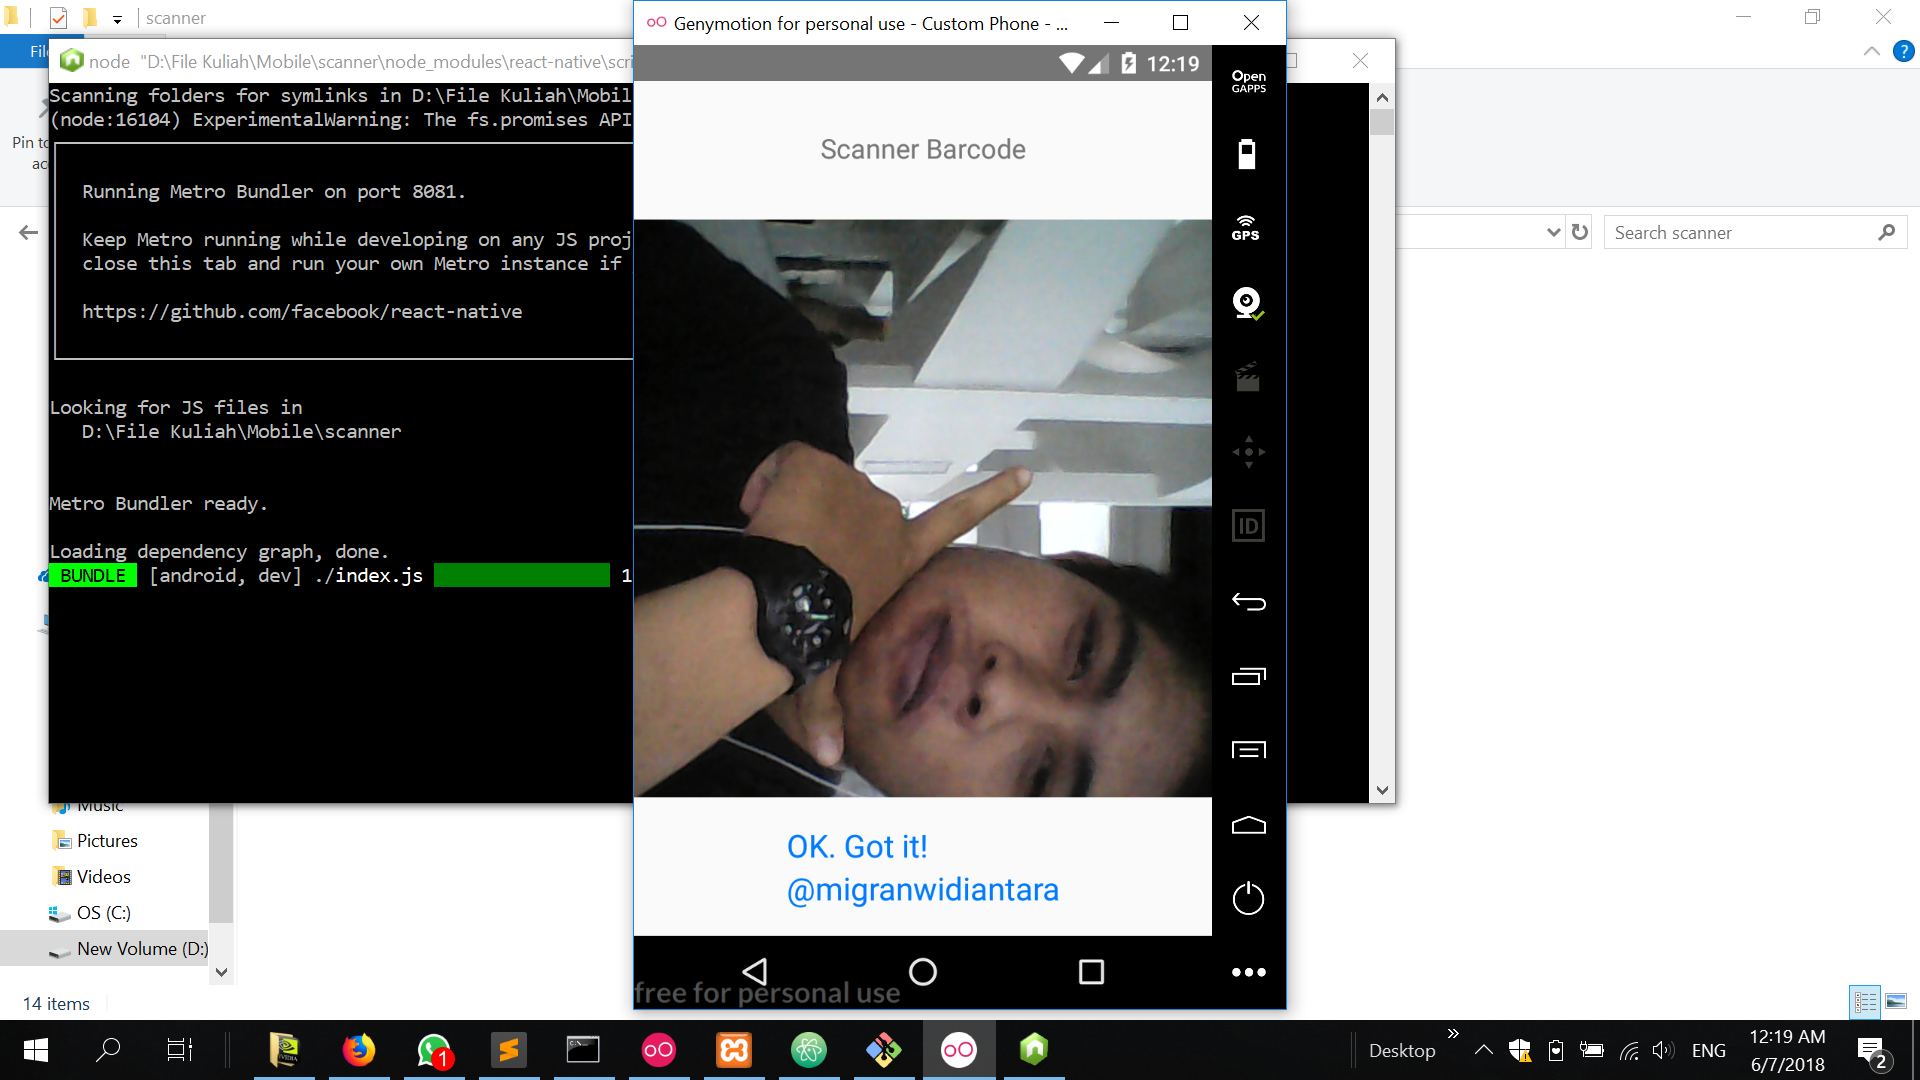 scanner
File
node "D:\File Kuliah\Mobile\scanner\node_modules\react-native\scri
Scanning folders for symlinks in D:\File Kuliah\Mobil
(node:16104) ExperimentalWarning: The fs.promises API
Running Metro Bundler on port 8081.
Keep Metro running while developing on any JS proj
close this tab and run your own Metro instance if
https://github.com/facebook/react-native
Looking for JS files in
D:\File Kuliah\Mobile\scanner
Metro Bundler ready.
Loading dependency graph, done.
BUNDLE [android, dev] ./index.js 1
Genymotion for personal use - Custom Phone - ...
12:19
Scanner Barcode
OK. Got it!
@migranwidiantara
free for personal use
Open
GAPPS
GPS
ID
Pin to
ac
Search scanner
Music
Pictures
Videos
OS (C:)
New Volume (D:)
14 items
1
Desktop
ENG
12:19 AM
6/7/2018
2